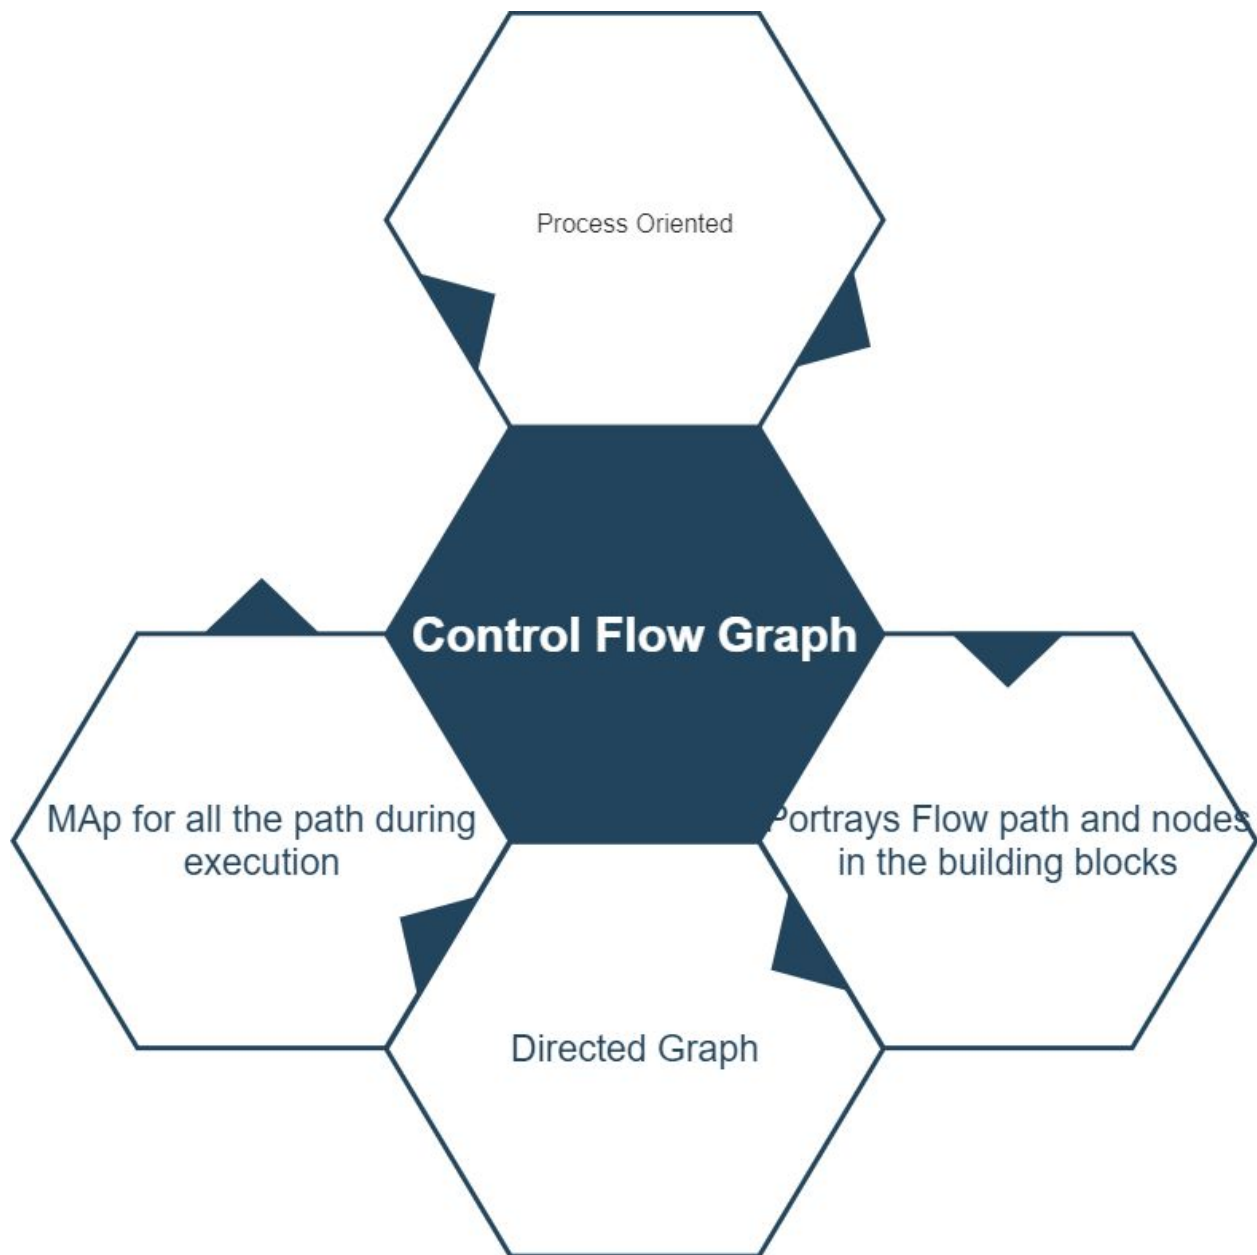 Process Oriented
Control Flow Graph
MAp for all the path during
execution
Portrays Flow path and nodes
in the building blocks
Directed Graph